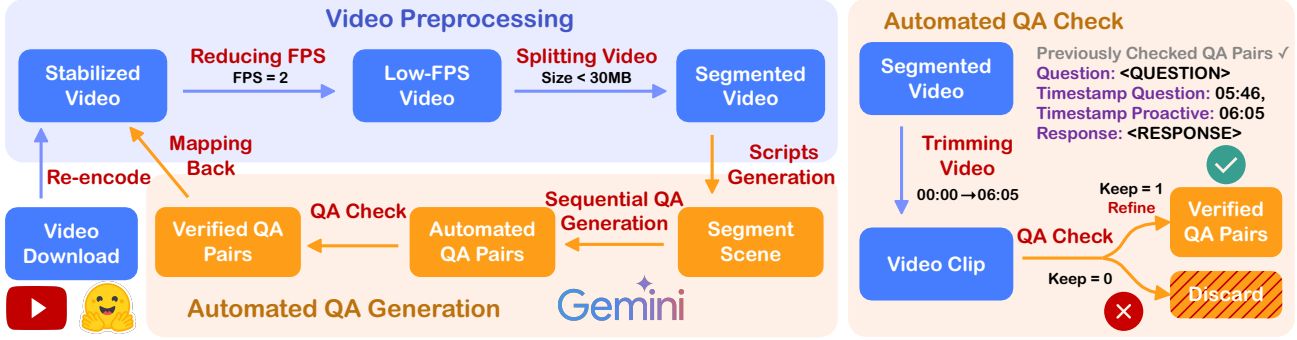 Video Preprocessing
Stabilized
Video
Reducing FPS
FPS = 2
Low-FPS
Video
Splitting Video
Size < 30MB
Segmented
Video
Re-encode
Mapping
Back
Scripts
Generation
Video
Download
Verified QA
Pairs
QA Check
Automated
QA Pairs
Sequential QA
Generation
Segment
Scene
Automated QA Generation
Gemini
Automated QA Check
Segmented
Video
Previously Checked QA Pairs ✓
Question: <QUESTION>
Timestamp Question: 05:46,
Timestamp Proactive: 06:05
Response: <RESPONSE>
Trimming
Video
00:00 →06:05
Video Clip
QA Check
Keep = 1
Refine
Verified
QA Pairs
Keep = 0
Discard